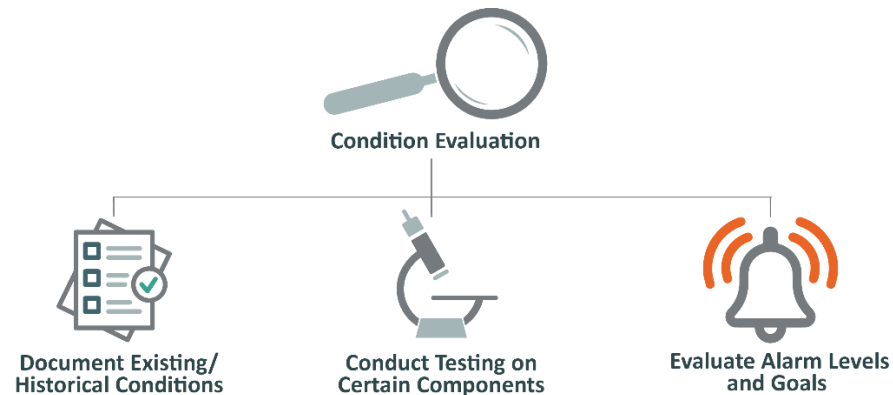 Condition Evaluation
Document Existing/
Historical Conditions
Conduct Testing on
Certain Components
Evaluate Alarm Levels
and Goals